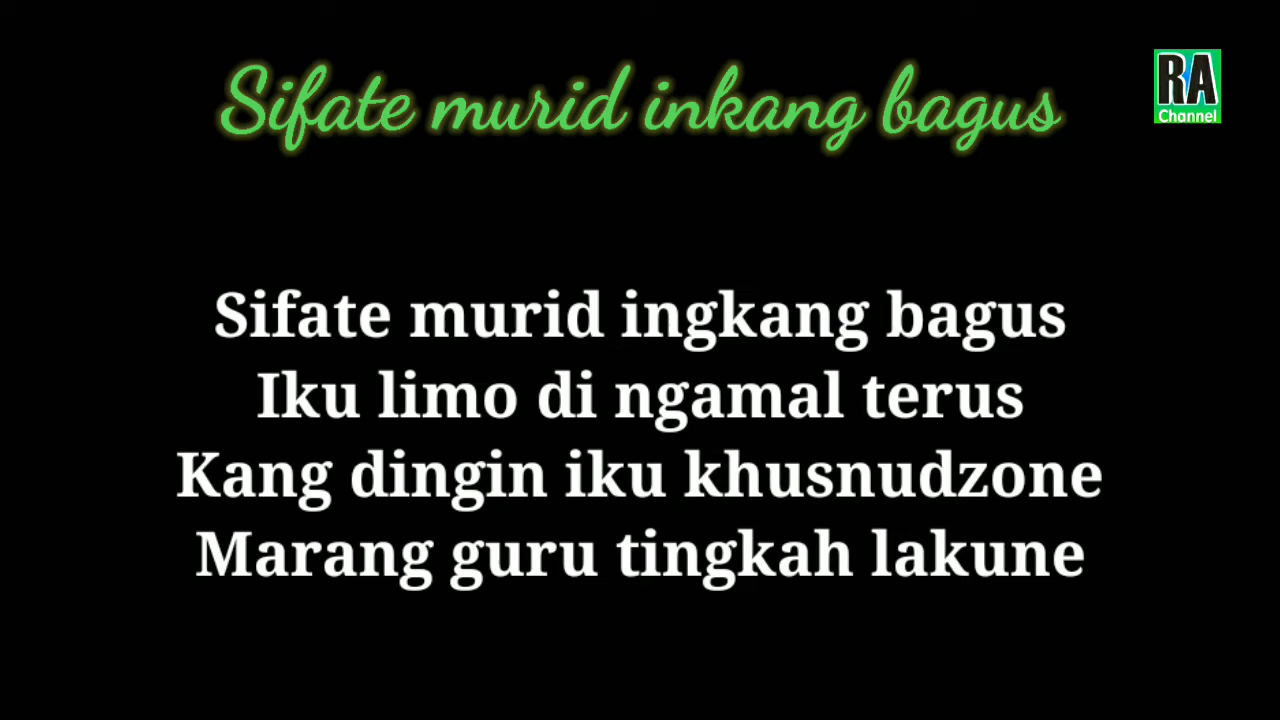 Sifate murid inkang bagus
RA
Channel
Sifate murid ingkang bagus
Iku limo di ngamal terus
Kang dingin iku khusnudzone
Marang guru tingkah lakune